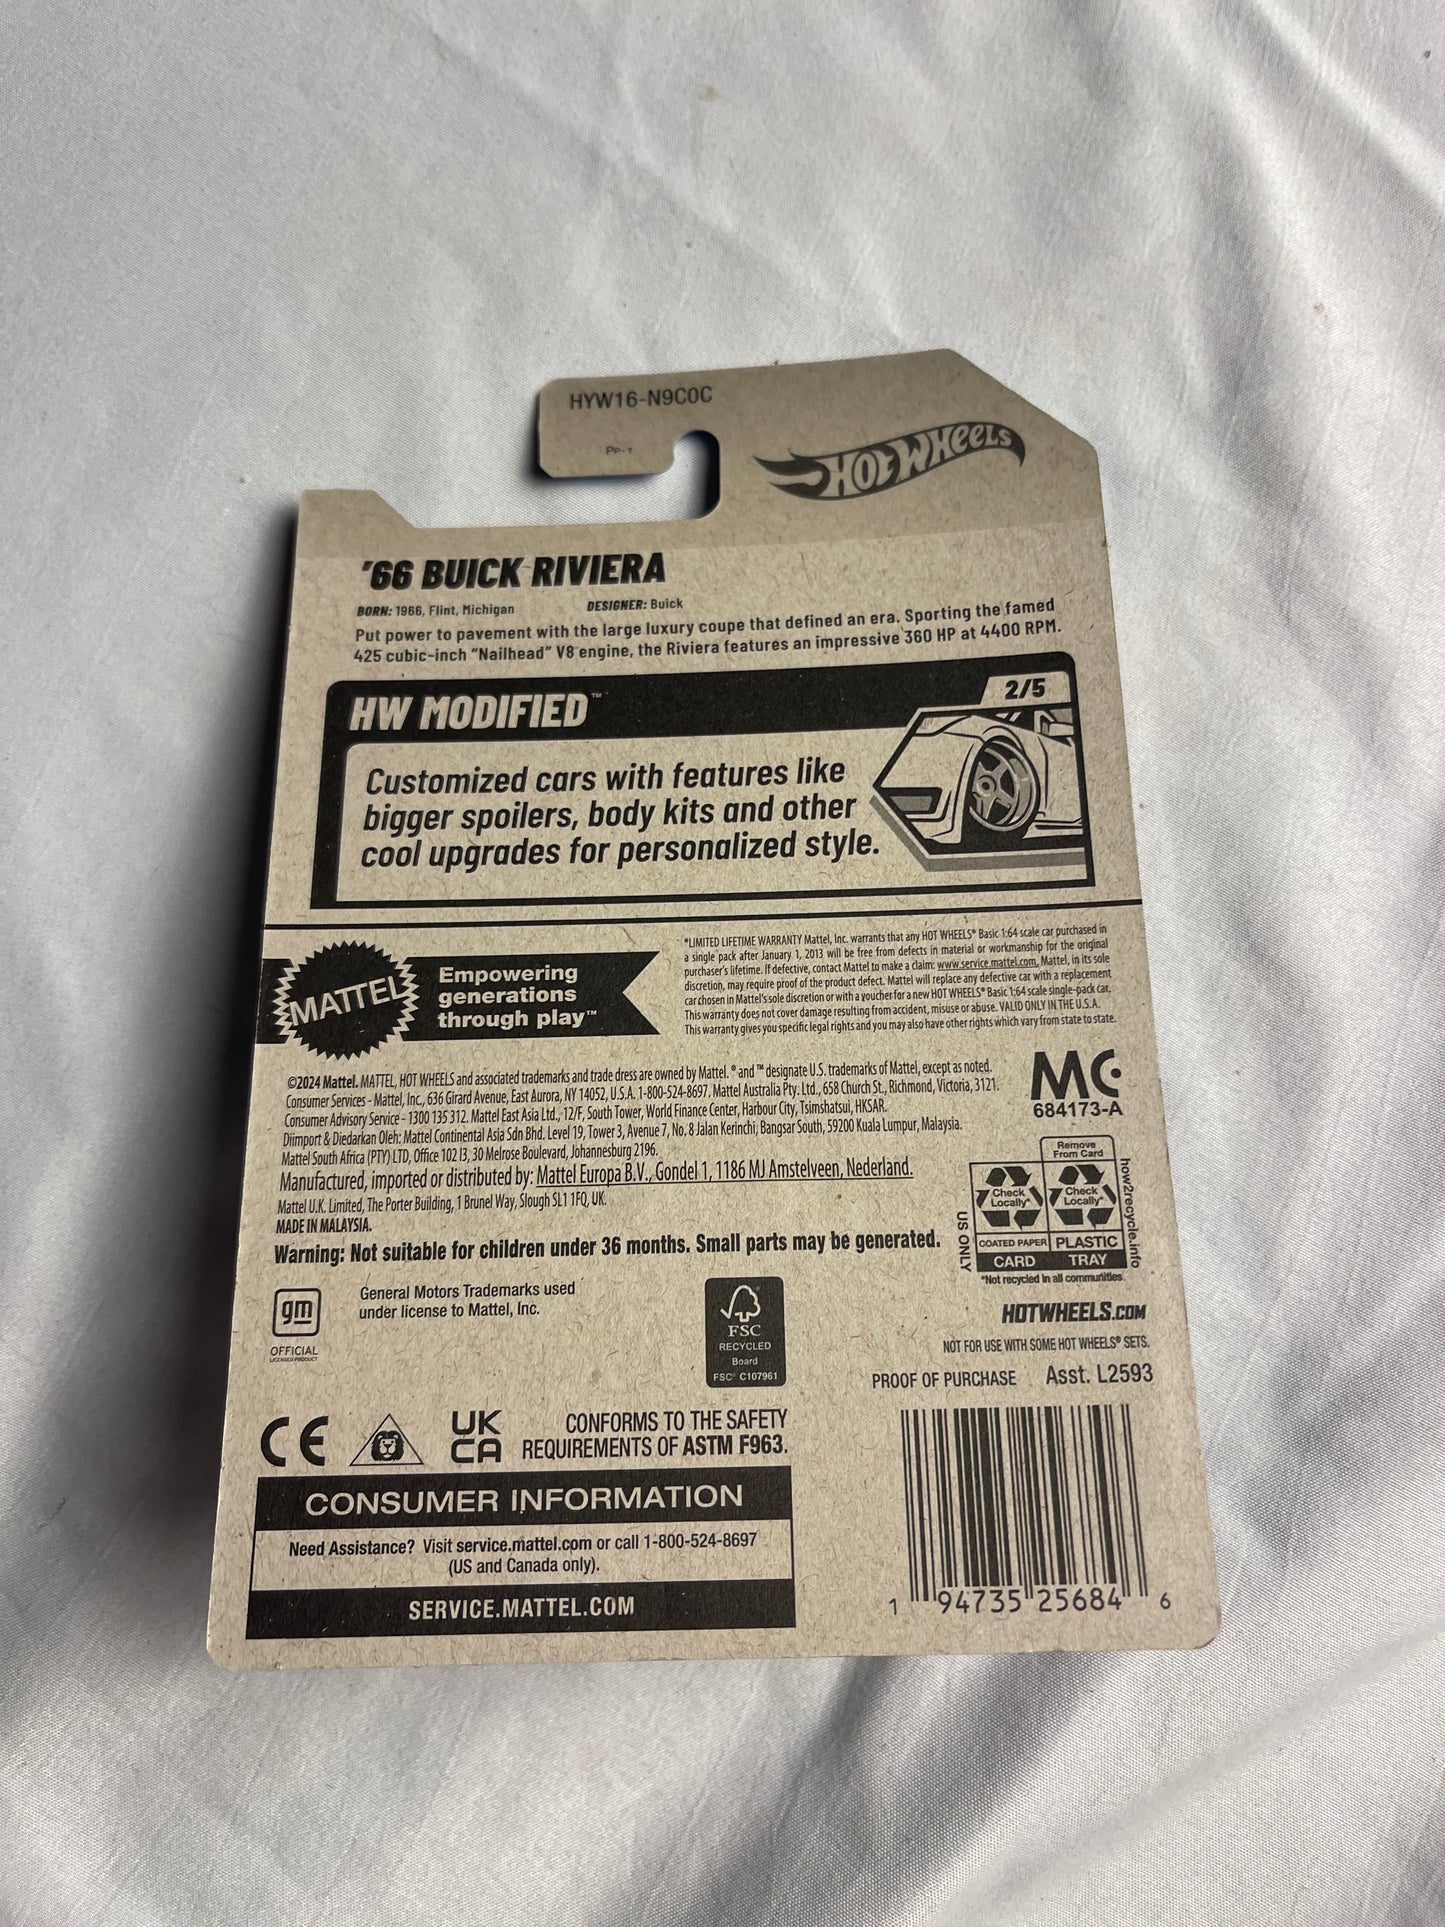 HYW16-N9C0C
PP-T
HOT WHEELS
'66 BUICK RIVIERA
BORN: 1966, Flint, Michigan DESIGNER: Buick
Put power to pavement with the large luxury coupe that defined an era. Sporting the famed
425 cubic-inch "Nailhead" V8 engine, the Riviera features an impressive 360 HP at 4400 RPM.
HW MODIFIED™ 2/5
Customized cars with features like
bigger spoilers, body kits and other
cool upgrades for personalized style.
MATTEL
Empowering
generations
through play™
*LIMITED LIFETIME WARRANTY Mattel, Inc. warrants that any HOT WHEELS® Basic 1:64 scale car purchased in
a single pack after January 1, 2013 will be free from defects in material or workmanship for the original
purchaser's lifetime. If defective, contact Mattel to make a claim: www.service.mattel.com. Mattel, in its sole
discretion, may require proof of the product defect. Mattel will replace any defective car with a replacement
car chosen in Mattel's sole discretion or with a voucher for a new HOT WHEELS® Basic 1:64 scale single-pack car.
This warranty does not cover damage resulting from accident, misuse or abuse. VALID ONLY IN THE U.S.A.
This warranty gives you specific legal rights and you may also have other rights which vary from state to state.
©2024 Mattel. MATTEL, HOT WHEELS and associated trademarks and trade dress are owned by Mattel. ® and ™ designate U.S. trademarks of Mattel, except as noted.
Consumer Services - Mattel, Inc., 636 Girard Avenue, East Aurora, NY 14052, U.S.A. 1-800-524-8697. Mattel Australia Pty. Ltd., 658 Church St., Richmond, Victoria, 3121.
Consumer Advisory Service - 1300 135 312. Mattel East Asia Ltd., 12/F, South Tower, World Finance Center, Harbour City, Tsimshatsui, HKSAR.
Diimport & Diedarkan Oleh: Mattel Continental Asia Sdn Bhd. Level 19, Tower 3, Avenue 7, No. 8 Jalan Kerinchi, Bangsar South, 59200 Kuala Lumpur, Malaysia.
Mattel South Africa (PTY) LTD, Office 102 I3, 30 Melrose Boulevard, Johannesburg 2196.
Manufactured, imported or distributed by: Mattel Europa B.V., Gondel 1, 1186 MJ Amstelveen, Nederland.
Mattel U.K. Limited, The Porter Building, 1 Brunel Way, Slough SL1 1FQ, UK.
MADE IN MALAYSIA.
Warning: Not suitable for children under 36 months. Small parts may be generated.
MC
684173-A
Remove
From Card
Check
Locally*
Check
Locally*
COATED PAPER PLASTIC
CARD TRAY
US ONLY
how2recycle.info
*Not recycled in all communities
gm
OFFICIAL
LICENSED PRODUCT
General Motors Trademarks used
under license to Mattel, Inc.
FSC
RECYCLED
Board
FSC® C107961
HOTWHEELS.COM
NOT FOR USE WITH SOME HOT WHEELS® SETS.
PROOF OF PURCHASE Asst. L2593
CE
UK
CA
CONFORMS TO THE SAFETY
REQUIREMENTS OF ASTM F963.
CONSUMER INFORMATION
Need Assistance? Visit service.mattel.com or call 1-800-524-8697
(US and Canada only).
SERVICE.MATTEL.COM
1 94735 25684 6